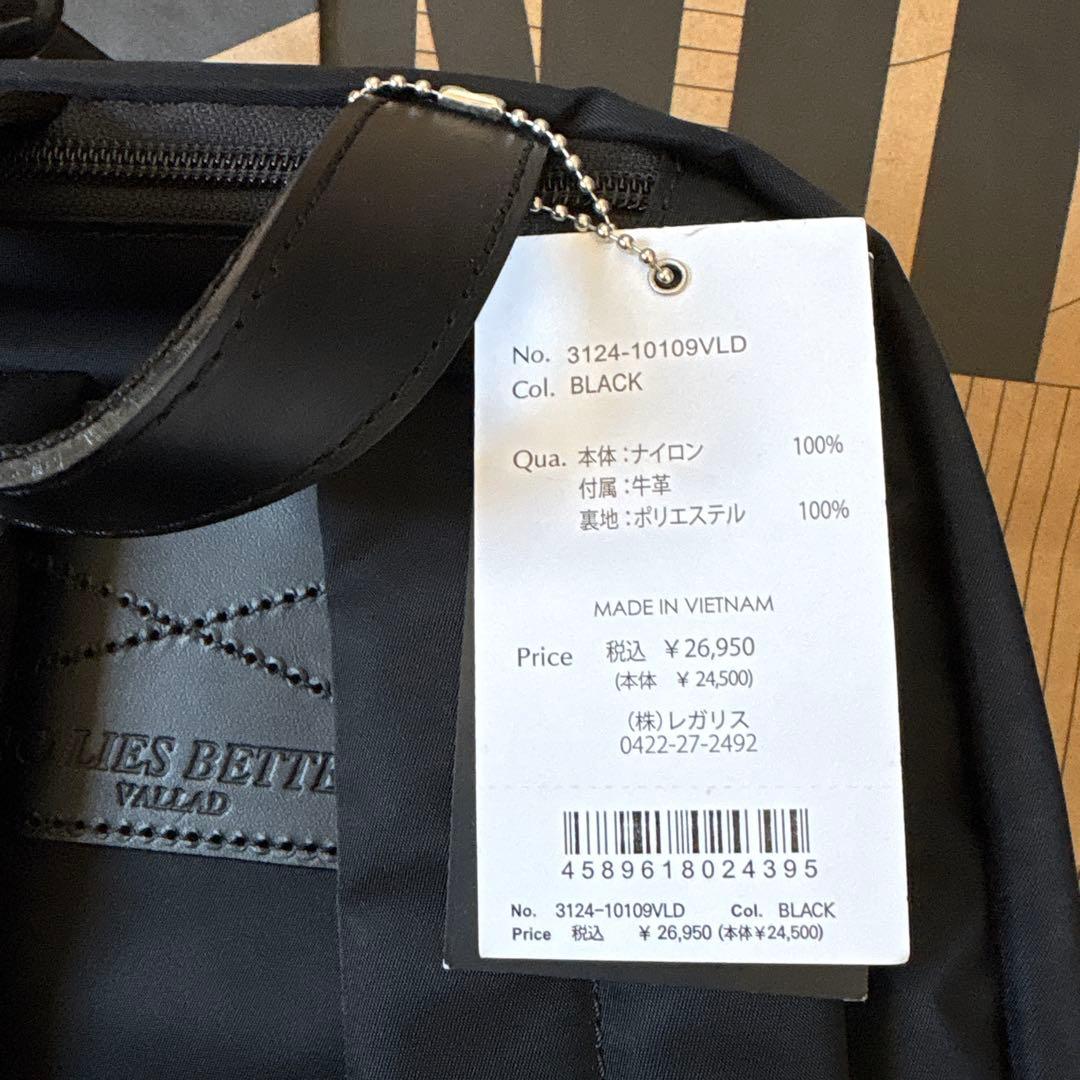 No. 3124-10109VLD
Col. BLACK
Qua. 本体：ナイロン 100%
付属：牛革
裏地：ポリエステル 100%
MADE IN VIETNAM
Price 税込 ￥26,950
(本体 ￥24,500)
（株）レガリス
0422-27-2492
LIES BETTE
VALLAD
4589618024395
No. 3124-10109VLD Col. BLACK
Price 税込 ￥26,950 (本体￥24,500)